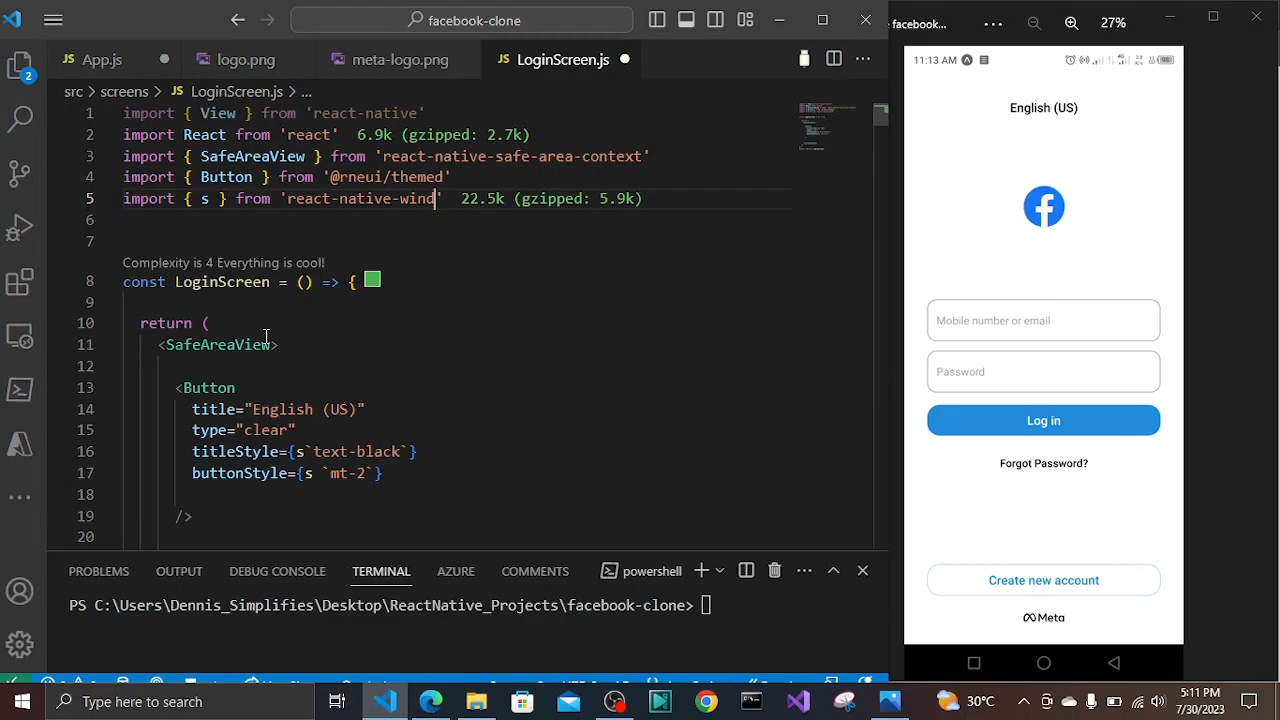 facebook-clone
facebook...
27%
App.js
logo.png
meta-logo.png
JS LoginScreen.js
JS
src > screens > JS LoginScreen.js > ...
2
1 import { View } from 'react-native'
2 import React from 'react' 6.9k (gzipped: 2.7k)
3 import { SafeAreaView } from 'react-native-safe-area-context'
4 import { Button } from '@rneui/themed'
5 import { s } from 'react-native-wind' 22.5k (gzipped: 5.9k)
6
7
Complexity is 4 Everything is cool!
8 const LoginScreen = () => {
9
10 return (
11 <SafeAreaView>
12
13 <Button
14 title="English (US)"
15 type="clear"
16 titleStyle={s`text-black`}
17 buttonStyle={s `mt-2`}
18
19 />
20
PROBLEMS OUTPUT DEBUG CONSOLE TERMINAL AZURE COMMENTS
powershell
PS C:\Users\Dennis_Simplifies\Desktop\ReactNative_Projects\facebook-clone>
11:13 AM
English (US)
Mobile number or email
Password
Log in
Forgot Password?
Create new account
Meta
Type here to search
30°C
5:11 PM
7/30/2023